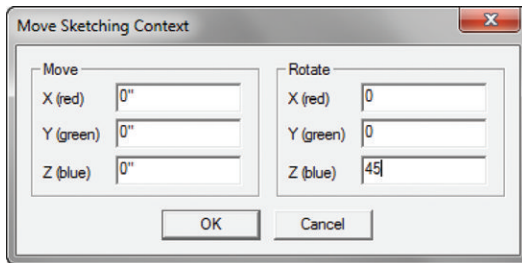 Move Sketching Context
Move
X (red) 0"
Y (green) 0"
Z (blue) 0"
Rotate
X (red) 0
Y (green) 0
Z (blue) 45
OK Cancel